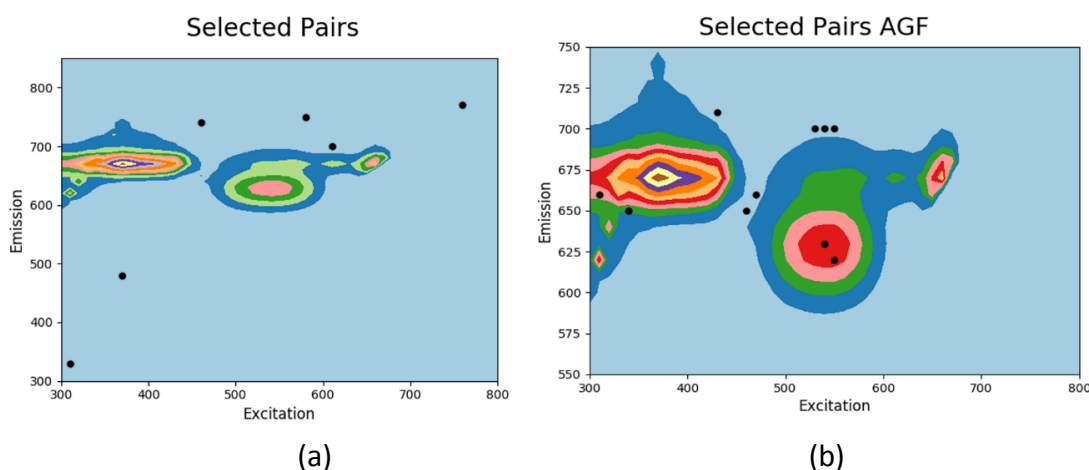 Selected Pairs
Emission
800
700
600
500
400
300
300 400 500 600 700 800
Excitation
(a)
Selected Pairs AGF
Emission
750
725
700
675
650
625
600
575
550
300 400 500 600 700 800
Excitation
(b)